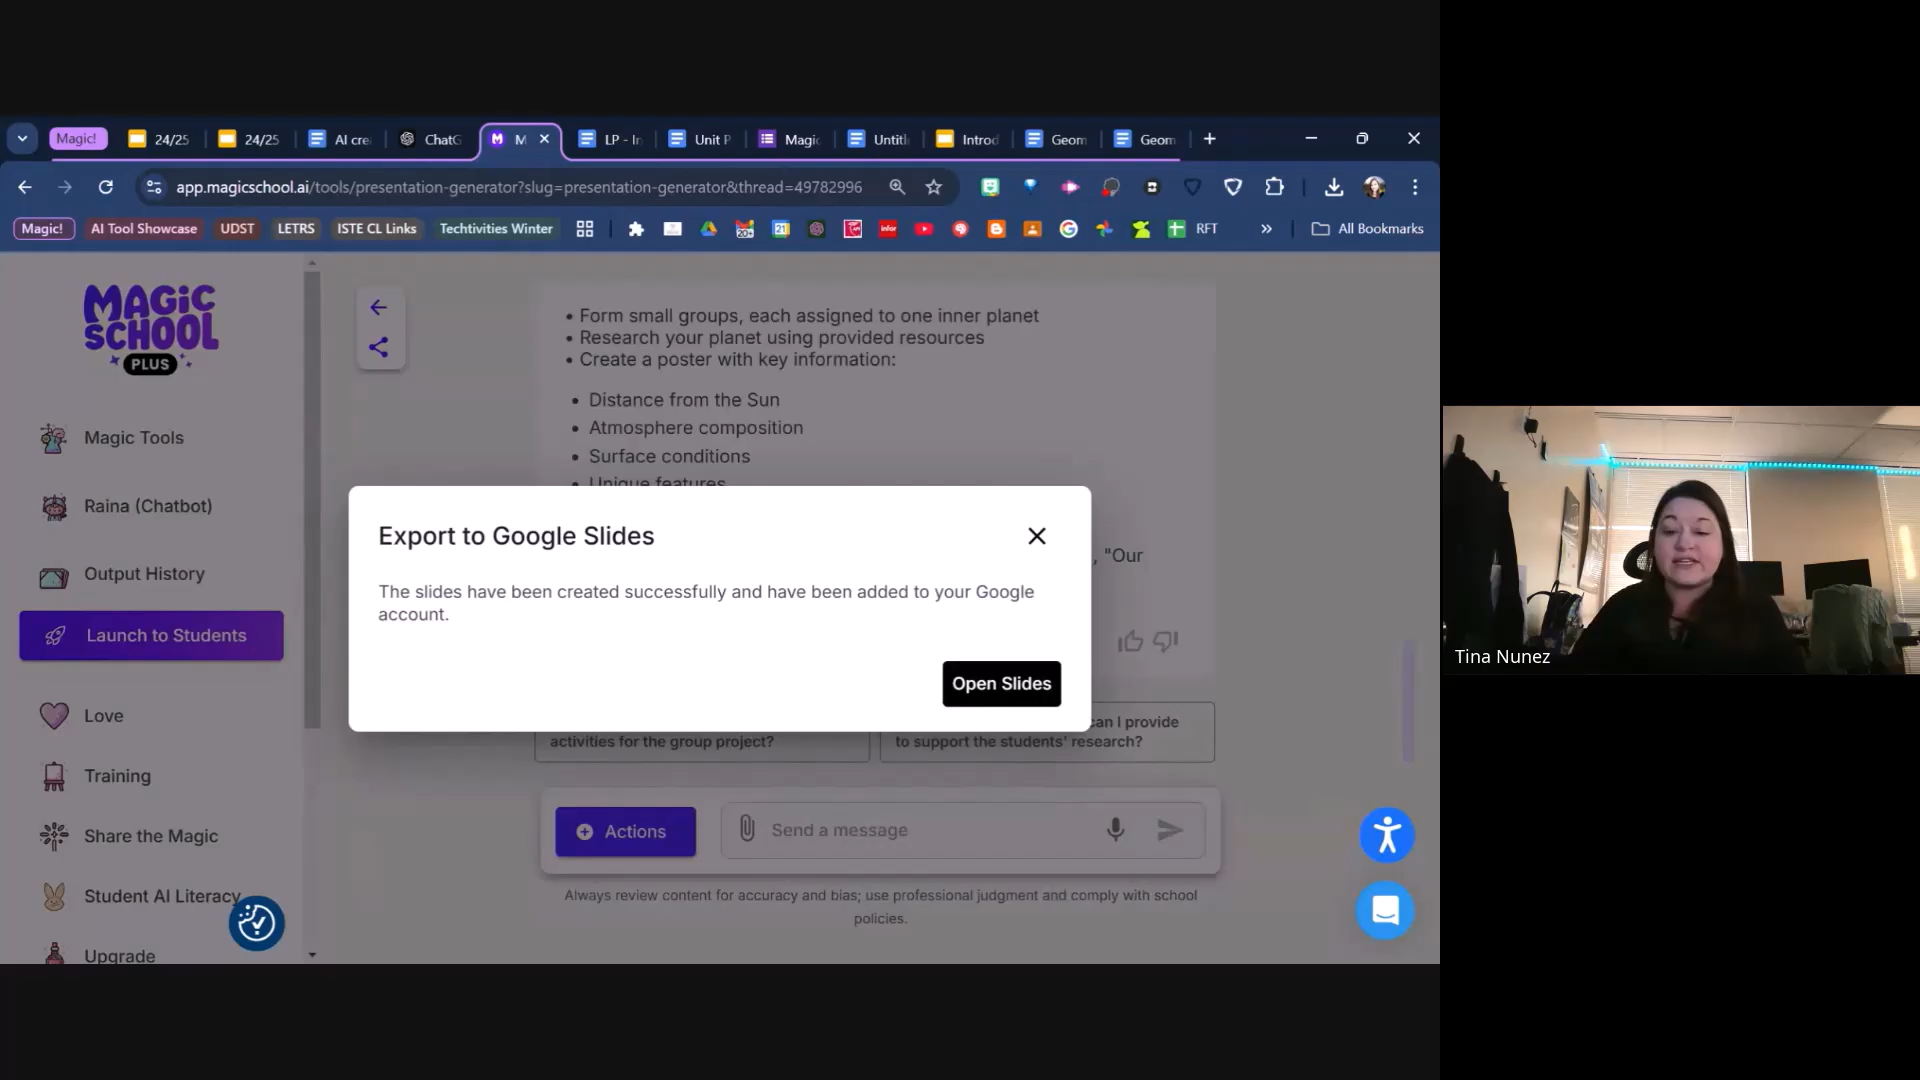 Magic!
24/25
24/25
AI cre
ChatG
M
LP - In
Unit P
Magic
Untitl
Introd
Geom
Geom
app.magicschool.ai/tools/presentation-generator?slug=presentation-generator&thread=49782996
Magic!
AI Tool Showcase
UDST
LETRS
ISTE CL Links
Techtivities Winter
20+
21
infor
RFT
All Bookmarks
MAGiC
SCHOOL
PLUS
Magic Tools
Raina (Chatbot)
Output History
Launch to Students
Love
Training
Share the Magic
Student AI Literacy
Upgrade
• Form small groups, each assigned to one inner planet
• Research your planet using provided resources
• Create a poster with key information:
• Distance from the Sun
• Atmosphere composition
• Surface conditions
• Unique features
, "Our
Export to Google Slides
The slides have been created successfully and have been added to your Google
account.
Open Slides
activities for the group project?
can I provide
to support the students' research?
Actions
Send a message
Always review content for accuracy and bias; use professional judgment and comply with school
policies.
Tina Nunez